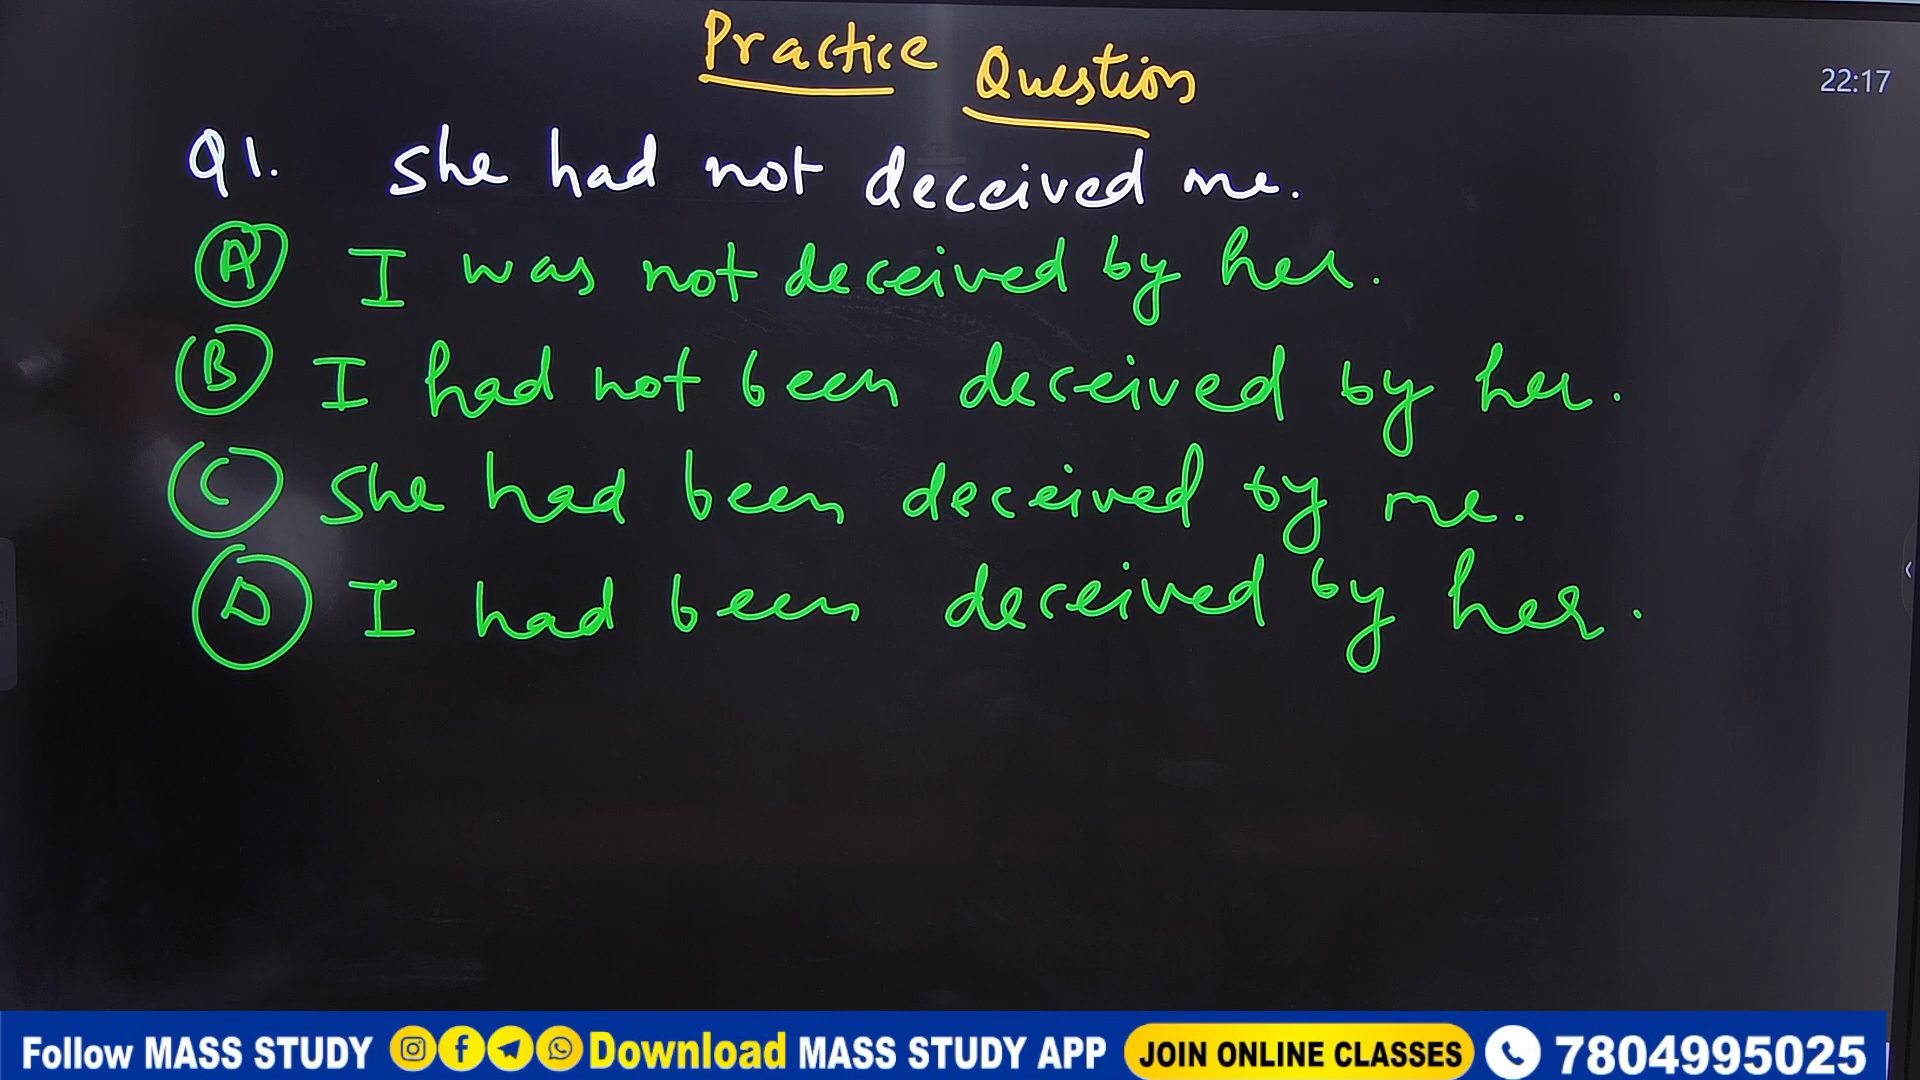 Practice Question
22:17
Q1. She had not deceived me.
A I was not deceived by her.
B I had not been deceived by her.
C She had been deceived by me.
D I had been deceived by her.
Follow MASS STUDY Download MASS STUDY APP JOIN ONLINE CLASSES 7804995025